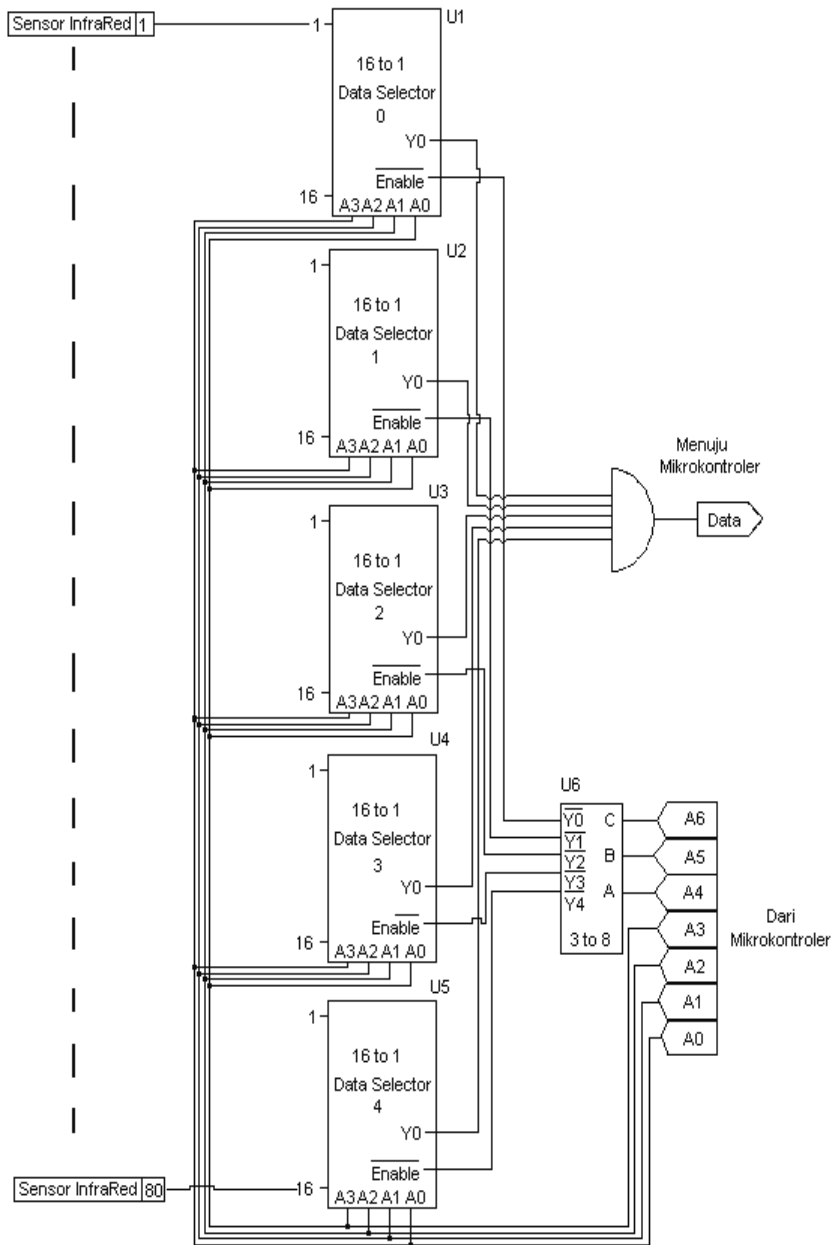 Sensor InfraRed 1
1
U1
16 to 1
Data Selector
0
Y0
Enable
16
A3 A2 A1 A0
U2
1
16 to 1
Data Selector
1
Y0
Enable
16
A3 A2 A1 A0
U3
1
16 to 1
Data Selector
2
Y0
Enable
16
A3 A2 A1 A0
Menuju
Mikrokontroler
Data
U4
1
16 to 1
Data Selector
3
Y0
Enable
16
A3 A2 A1 A0
U6
Y0 C
Y1
Y2 B
Y3
Y4 A
3 to 8
A6
A5
A4
A3
A2
A1
A0
Dari
Mikrokontroler
U5
1
16 to 1
Data Selector
4
Y0
Enable
16
A3 A2 A1 A0
Sensor InfraRed 80